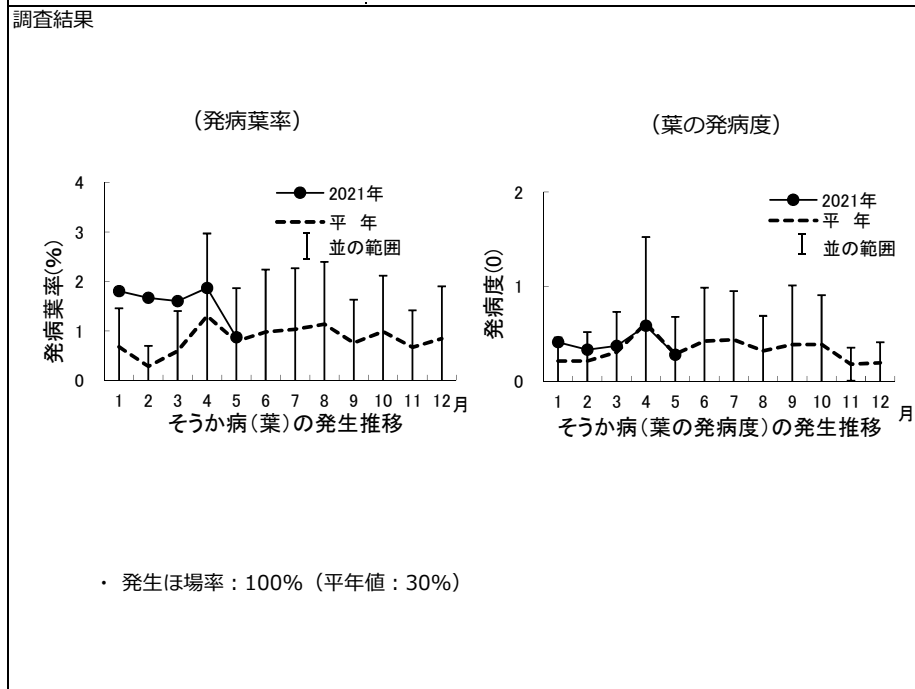 調査結果
（発病葉率）
発病葉率(%)
4
3
2
1
0
2021年
平 年
並の範囲
1 2 3 4 5 6 7 8 9 10 11 12 月
そうか病(葉)の発生推移
（葉の発病度）
発病度(0)
2
1
0
2021年
平 年
並の範囲
1 2 3 4 5 6 7 8 9 10 11 12 月
そうか病(葉の発病度)の発生推移
・ 発生ほ場率：100%（平年値：30%）